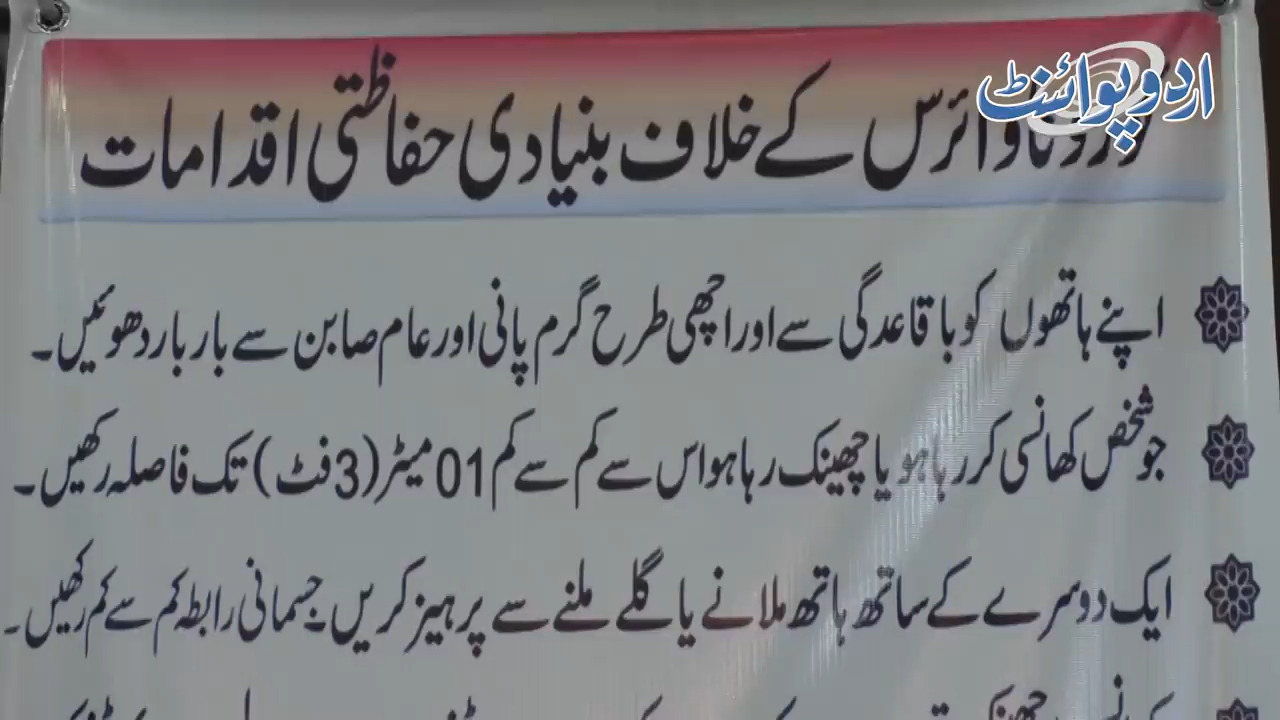 اردو پوائنٹ
کورونا وائرس کے خلاف بنیادی حفاظتی اقدامات
اپنے ہاتھوں کو باقاعدگی سے اور اچھی طرح گرم پانی اور عام صابن سے بار بار دھوئیں۔
جو شخص کھانسی کر رہا ہو یا چھینک رہا ہو اس سے کم سے کم 01 میٹر (3 فٹ) تک فاصلہ رکھیں۔
ایک دوسرے کے ساتھ ہاتھ ملانے یا گلے ملنے سے پرہیز کریں۔ جسمانی رابطہ کم سے کم رکھیں۔